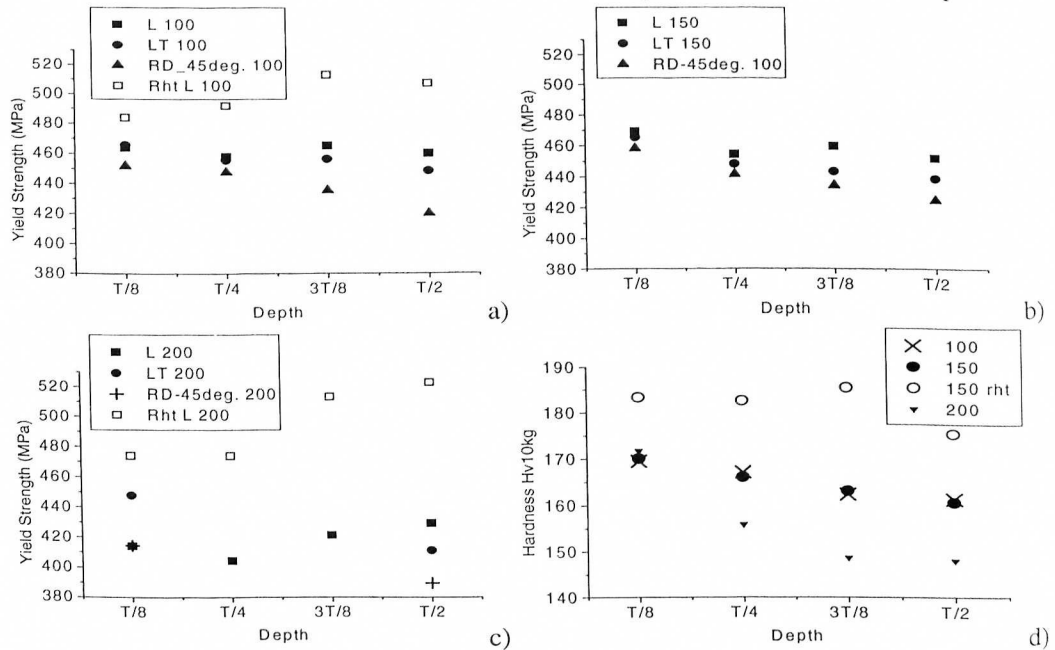 L 100
LT 100
RD_45deg. 100
Rht L 100
Yield Strength (MPa)
520
500
480
460
440
420
400
380
T/8
T/4
3T/8
T/2
Depth
a)
L 150
LT 150
RD-45deg. 100
Yield Strength (MPa)
520
500
480
460
440
420
400
380
T/8
T/4
3T/8
T/2
Depth
b)
L 200
LT 200
RD-45deg. 200
Rht L 200
Yield Strength (MPa)
520
500
480
460
440
420
400
380
T/8
T/4
3T/8
T/2
Depth
c)
100
150
150 rht
200
Hardness Hv10kg
190
180
170
160
150
140
T/8
T/4
3T/8
T/2
Depth
d)